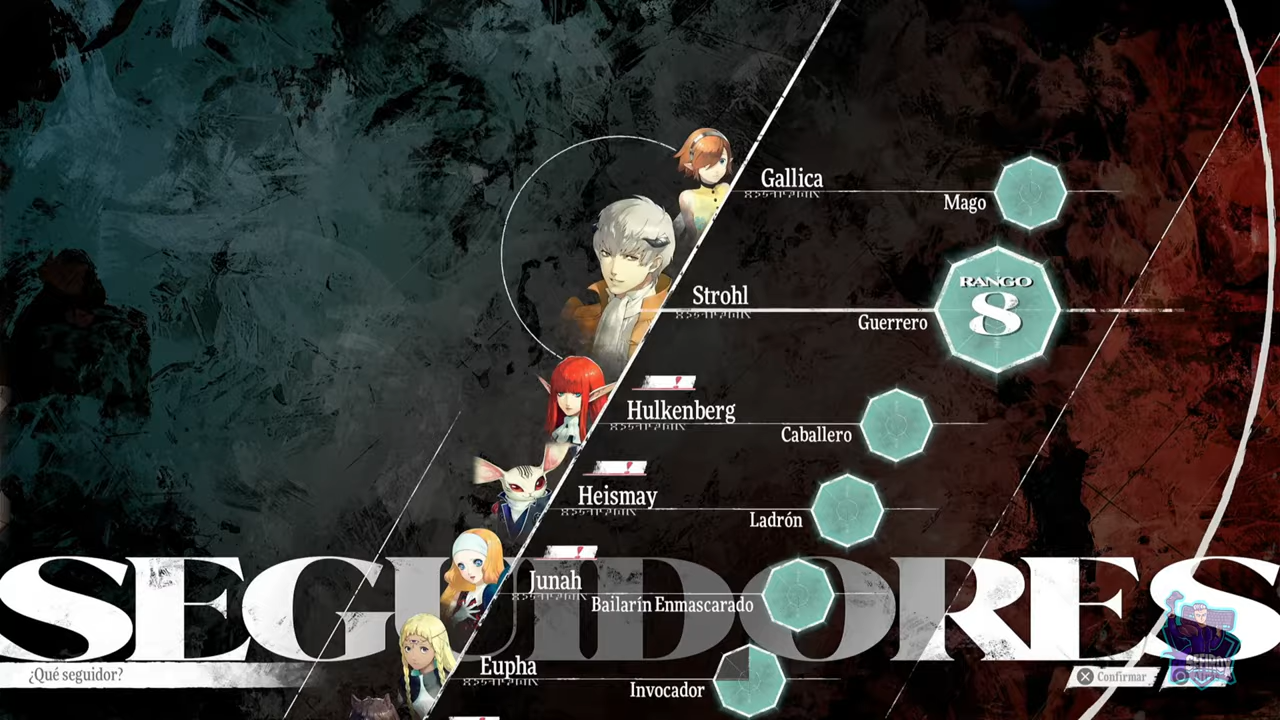 Gallica
Mago
Strohl
Guerrero
RANGO
8
Hulkenberg
Caballero
Heismay
Ladrón
Junah
Bailarín Enmascarado
Eupha
Invocador
SEGUIDORES
¿Qué seguidor?
Confirmar